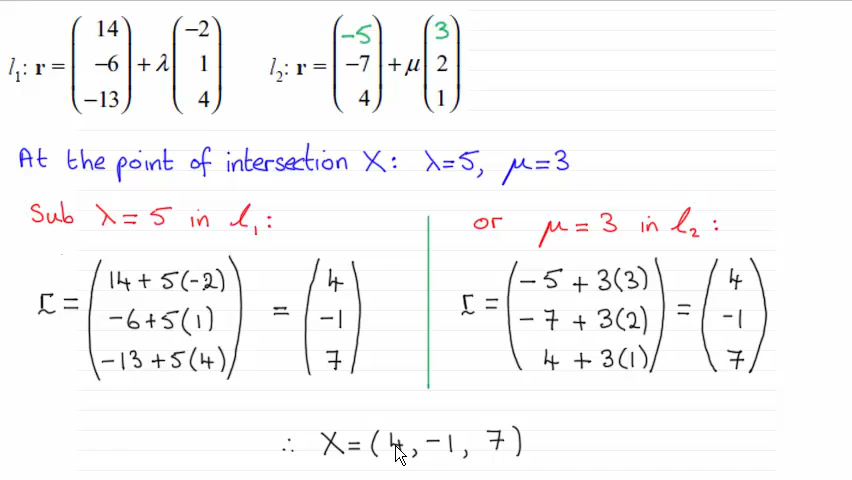 l₁: r = (14, −6, −13) + λ (−2, 1, 4)    l₂: r = (−5, −7, 4) + μ (3, 2, 1)
At the point of intersection X: λ=5, μ=3
Sub λ=5 in l₁:    or μ=3 in l₂:
r = (14+5(-2), -6+5(1), -13+5(4)) = (4, -1, 7)    r = (-5+3(3), -7+3(2), 4+3(1)) = (4, -1, 7)
∴ X=(4,-1, 7)